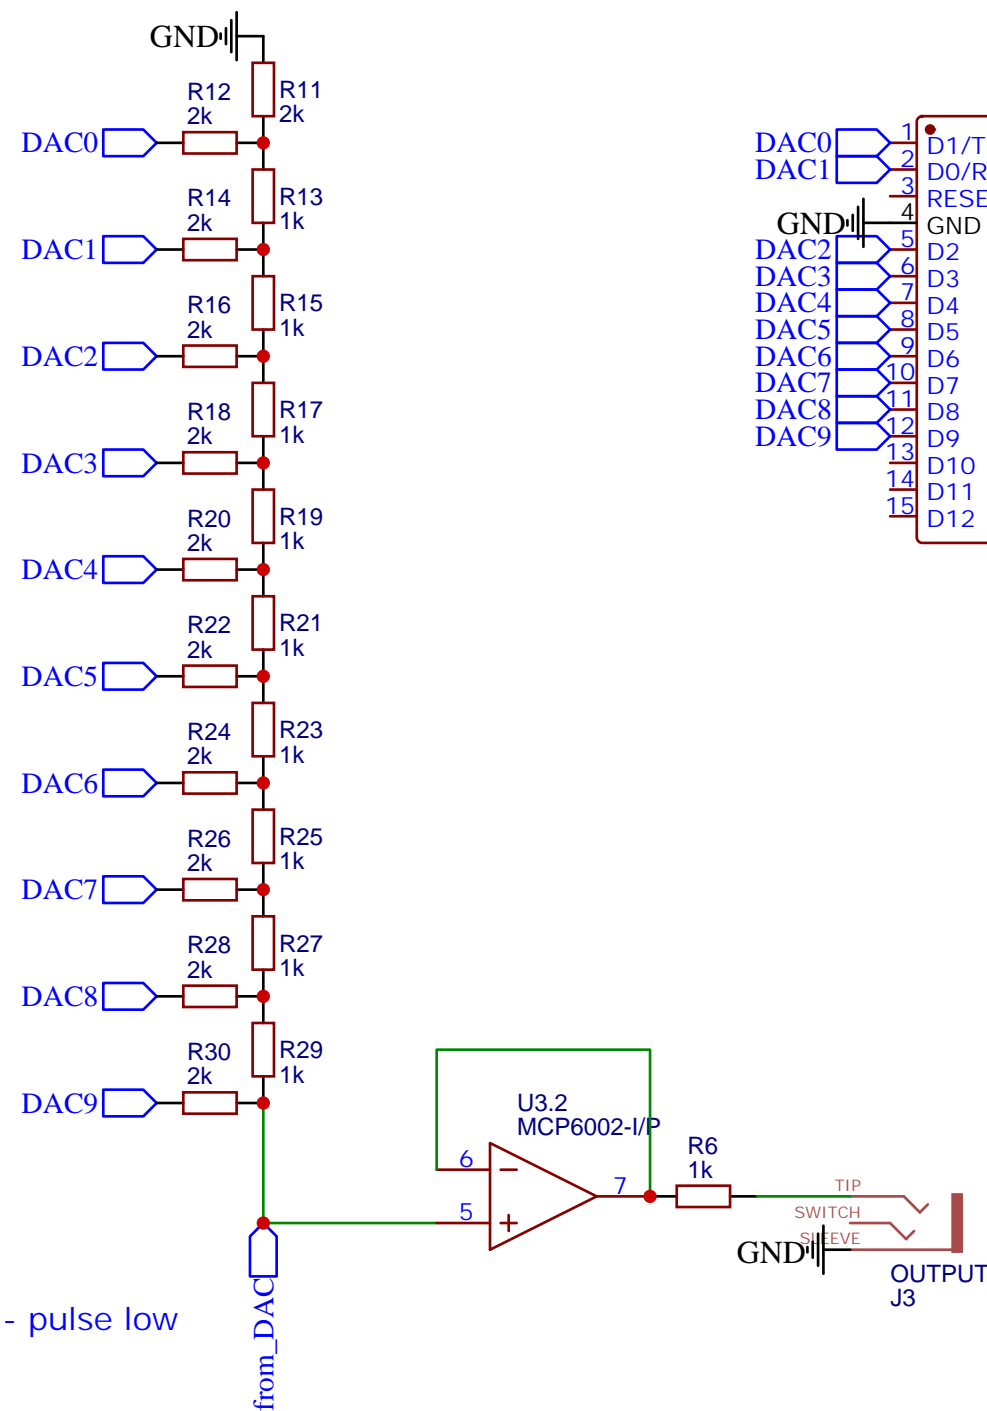 GND
R12
2k
R11
2k
DAC0
R14
2k
R13
1k
DAC1
R16
2k
R15
1k
DAC2
R18
2k
R17
1k
DAC3
R20
2k
R19
1k
DAC4
R22
2k
R21
1k
DAC5
R24
2k
R23
1k
DAC6
R26
2k
R25
1k
DAC7
R28
2k
R27
1k
DAC8
R30
2k
R29
1k
DAC9
from_DAC
- pulse low
U3.2
MCP6002-I/P
6
5
7
R6
1k
TIP
SWITCH
SLEEVE
GND
OUTPUT
J3
DAC0 1 D1/T
DAC1 2 D0/R
3 RESE
GND 4 GND
DAC2 5 D2
DAC3 6 D3
DAC4 7 D4
DAC5 8 D5
DAC6 9 D6
DAC7 10 D7
DAC8 11 D8
DAC9 12 D9
13 D10
14 D11
15 D12